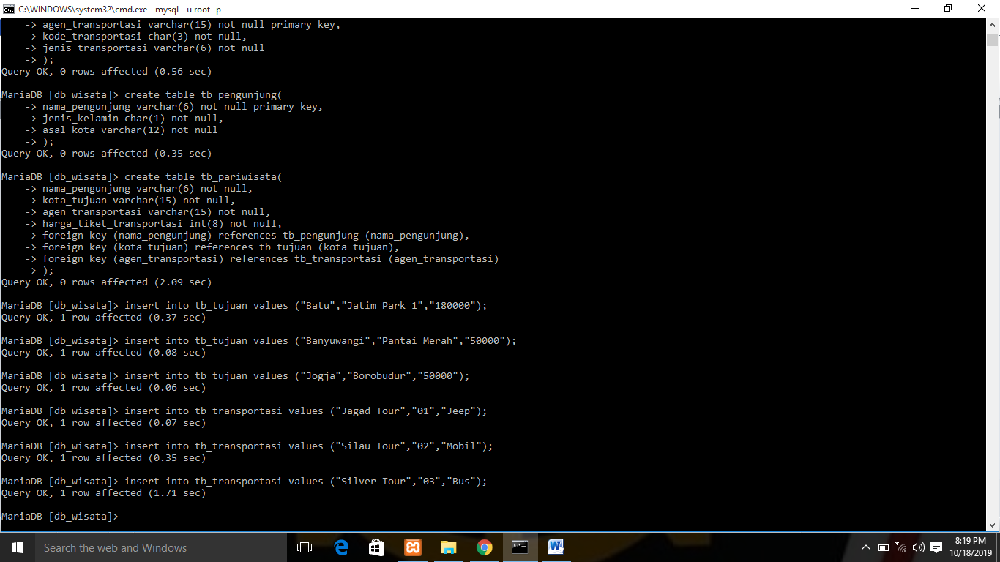 C:\WINDOWS\system32\cmd.exe - mysql  -u root -p
    -> agen_transportasi varchar(15) not null primary key,
    -> kode_transportasi char(3) not null,
    -> jenis_transportasi varchar(6) not null
    -> );
Query OK, 0 rows affected (0.56 sec)
MariaDB [db_wisata]> create table tb_pengunjung(
    -> nama_pengunjung varchar(6) not null primary key,
    -> jenis_kelamin char(1) not null,
    -> asal_kota varchar(12) not null
    -> );
Query OK, 0 rows affected (0.35 sec)
MariaDB [db_wisata]> create table tb_pariwisata(
    -> nama_pengunjung varchar(6) not null,
    -> kota_tujuan varchar(15) not null,
    -> agen_transportasi varchar(15) not null,
    -> harga_tiket_transportasi int(8) not null,
    -> foreign key (nama_pengunjung) references tb_pengunjung (nama_pengunjung),
    -> foreign key (kota_tujuan) references tb_tujuan (kota_tujuan),
    -> foreign key (agen_transportasi) references tb_transportasi (agen_transportasi)
    -> );
Query OK, 0 rows affected (2.09 sec)
MariaDB [db_wisata]> insert into tb_tujuan values ("Batu","Jatim Park 1","180000");
Query OK, 1 row affected (0.37 sec)
MariaDB [db_wisata]> insert into tb_tujuan values ("Banyuwangi","Pantai Merah","50000");
Query OK, 1 row affected (0.08 sec)
MariaDB [db_wisata]> insert into tb_tujuan values ("Jogja","Borobudur","50000");
Query OK, 1 row affected (0.06 sec)
MariaDB [db_wisata]> insert into tb_transportasi values ("Jagad Tour","01","Jeep");
Query OK, 1 row affected (0.07 sec)
MariaDB [db_wisata]> insert into tb_transportasi values ("Silau Tour","02","Mobil");
Query OK, 1 row affected (0.35 sec)
MariaDB [db_wisata]> insert into tb_transportasi values ("Silver Tour","03","Bus");
Query OK, 1 row affected (1.71 sec)
MariaDB [db_wisata]>
Search the web and Windows
8:19 PM
10/18/2019